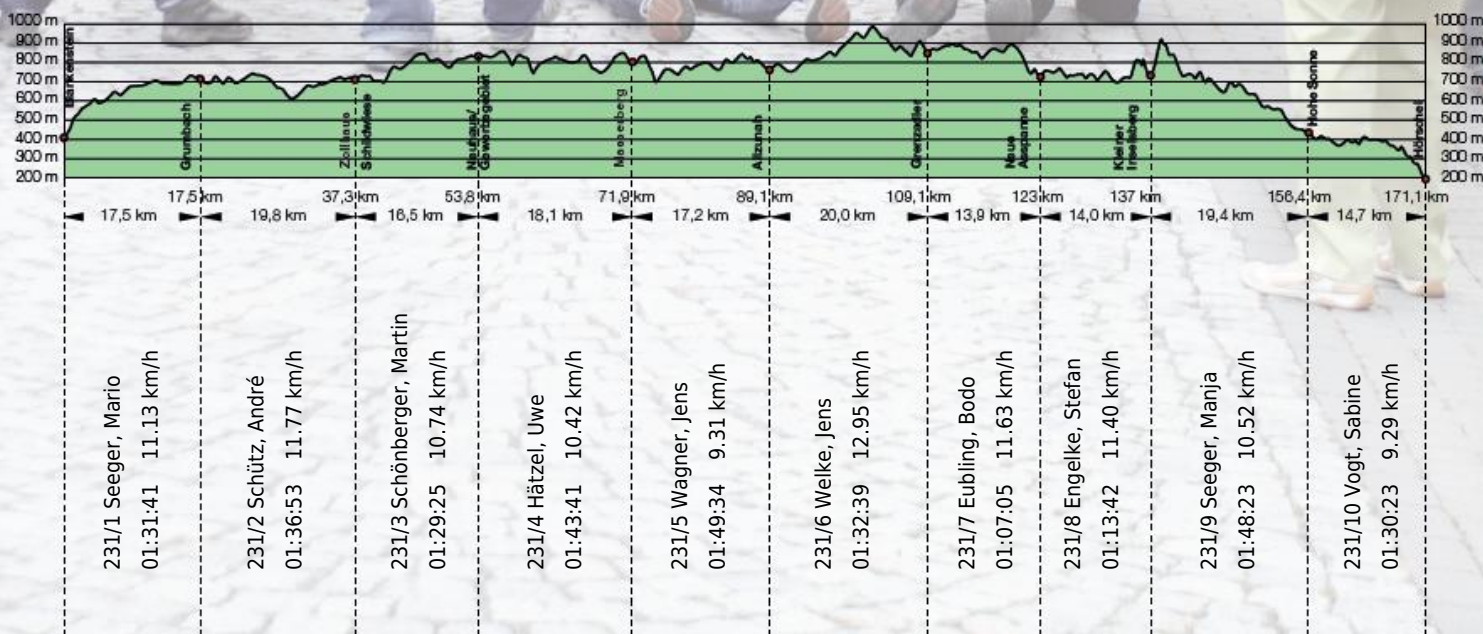 1000 m
900 m
800 m
700 m
600 m
500 m
400 m
300 m
200 m
1000 m
900 m
800 m
700 m
600 m
500 m
400 m
300 m
200 m
Grumbach
Schildwiese
Masserberg
Allzunah
Grenzadler
Neue
Kleiner
Inselsberg
Hohe Sonne
Hörschel
17,5 km 37,3 km 53,8 km 71,9 km 89,1 km 109,1 km 123 km 137 km 156,4 km 171,1 km
17,5 km 19,8 km 16,5 km 18,1 km 17,2 km 20,0 km 13,9 km 14,0 km 19,4 km 14,7 km
231/1 Seeger, Mario
01:31:41 11.13 km/h
231/2 Schütz, André
01:36:53 11.77 km/h
231/3 Schönberger, Martin
01:29:25 10.74 km/h
231/4 Hätzel, Uwe
01:43:41 10.42 km/h
231/5 Wagner, Jens
01:49:34 9.31 km/h
231/6 Welke, Jens
01:32:39 12.95 km/h
231/7 Eubling, Bodo
01:07:05 11.63 km/h
231/8 Engelke, Stefan
01:13:42 11.40 km/h
231/9 Seeger, Manja
01:48:23 10.52 km/h
231/10 Vogt, Sabine
01:30:23 9.29 km/h